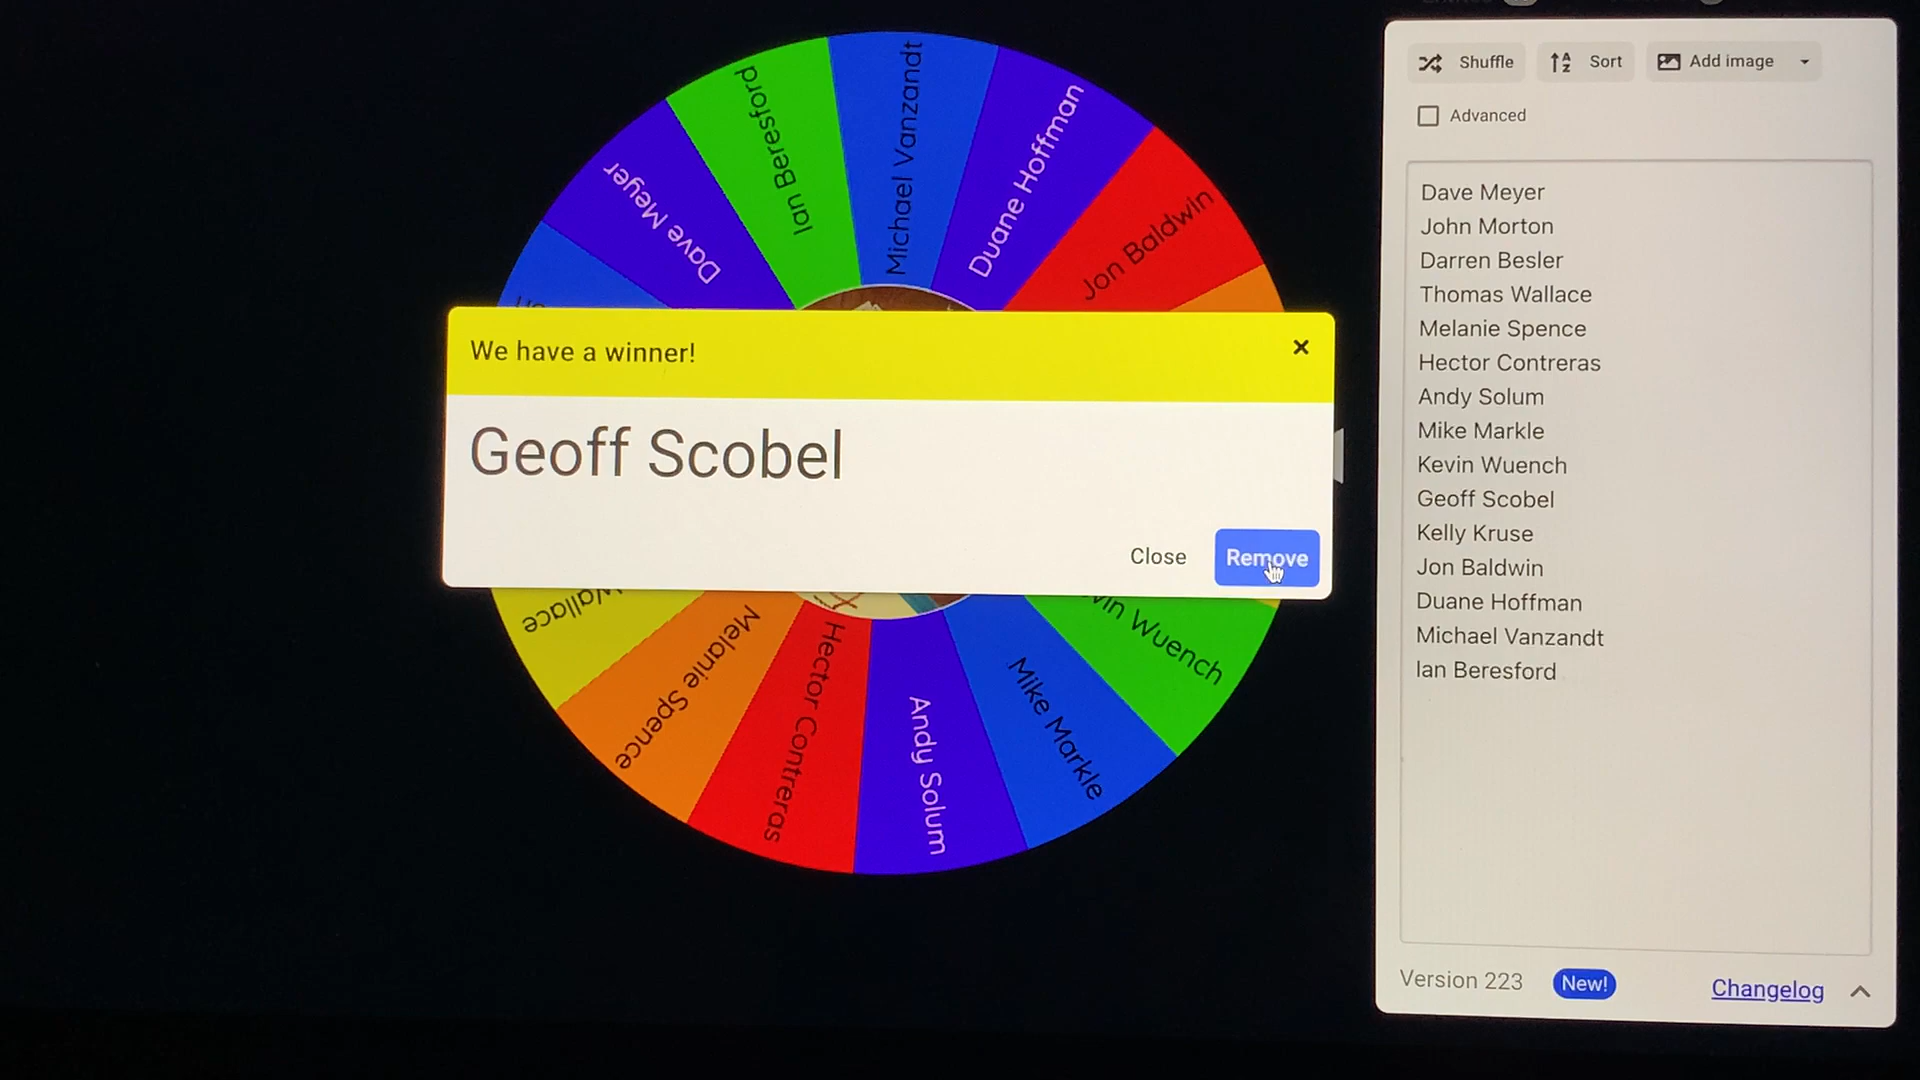 Shuffle
Sort
Add image
Advanced
Dave Meyer
John Morton
Darren Besler
Thomas Wallace
Melanie Spence
Hector Contreras
Andy Solum
Mike Markle
Kevin Wuench
Geoff Scobel
Kelly Kruse
Jon Baldwin
Duane Hoffman
Michael Vanzandt
Ian Beresford
Version 223
New!
Changelog
We have a winner!
Geoff Scobel
Close
Remove
Dave Meyer
Ian Beresford
Michael Vanzandt
Duane Hoffman
Jon Baldwin
Wallace
Melanie Spence
Hector Contreras
Andy Solum
Mike Markle
vin Wuench